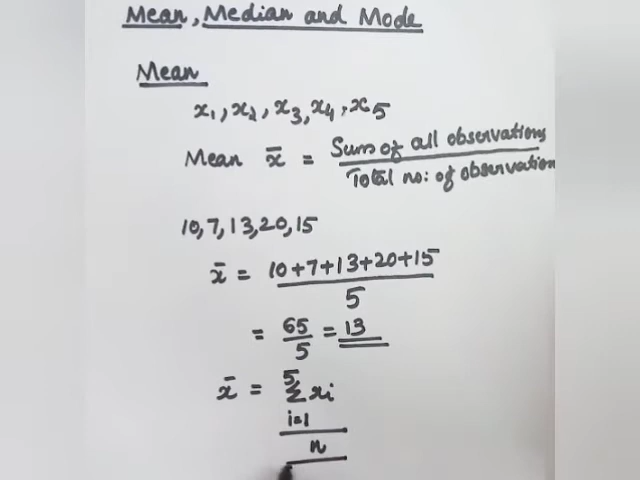 Mean, Median and Mode
Mean
x₁, x₂, x₃, x₄, x5
Mean x̄ = Sum of all observations / Total no: of observation
10, 7, 13, 20, 15
x̄ = 10+7+13+20+15 / 5
= 65/5 = 13
x̄ = 5 Σ i=1 xi / n